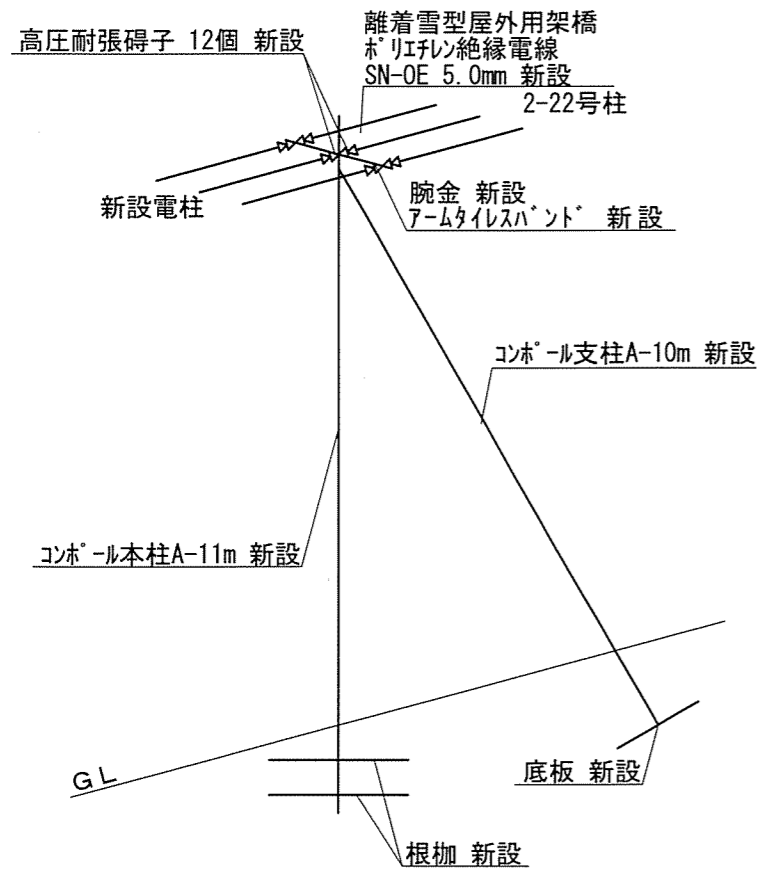 高圧耐張碍子 12個 新設
離着雪型屋外用架橋
ﾎﾟﾘｴﾁﾚﾝ絶縁電線
SN-OE 5.0mm 新設
2-22号柱
新設電柱
腕金 新設
ｱｰﾑﾀｲﾚｽﾊﾞﾝﾄﾞ 新設
ｺﾝﾎﾟｰﾙ支柱A-10m 新設
ｺﾝﾎﾟｰﾙ本柱A-11m 新設
GL
底板 新設
根枷 新設